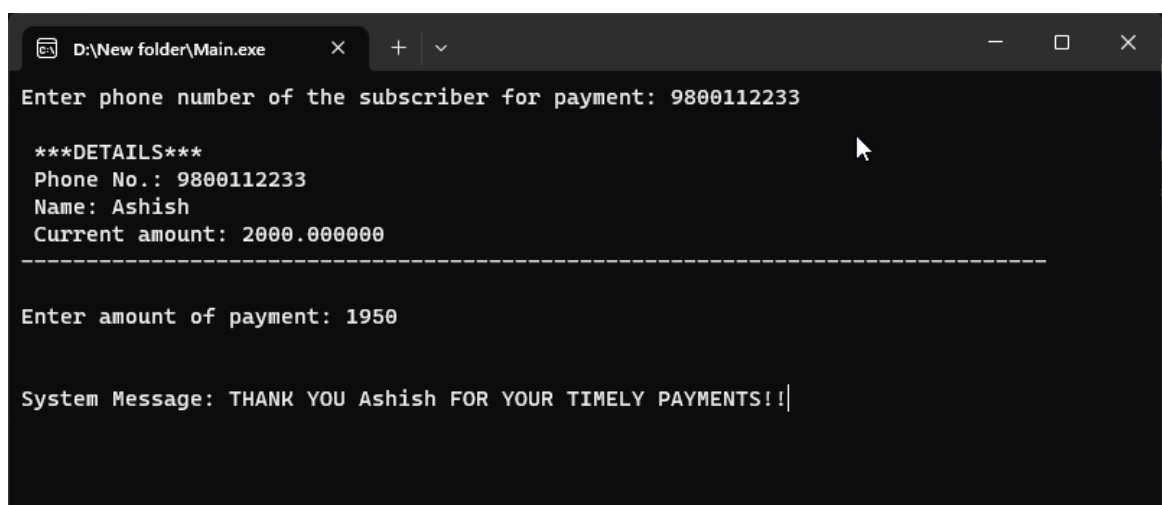 D:\New folder\Main.exe
Enter phone number of the subscriber for payment: 9800112233
***DETAILS***
Phone No.: 9800112233
Name: Ashish
Current amount: 2000.000000
-------------------------------------------------------------------------------
Enter amount of payment: 1950
System Message: THANK YOU Ashish FOR YOUR TIMELY PAYMENTS!!